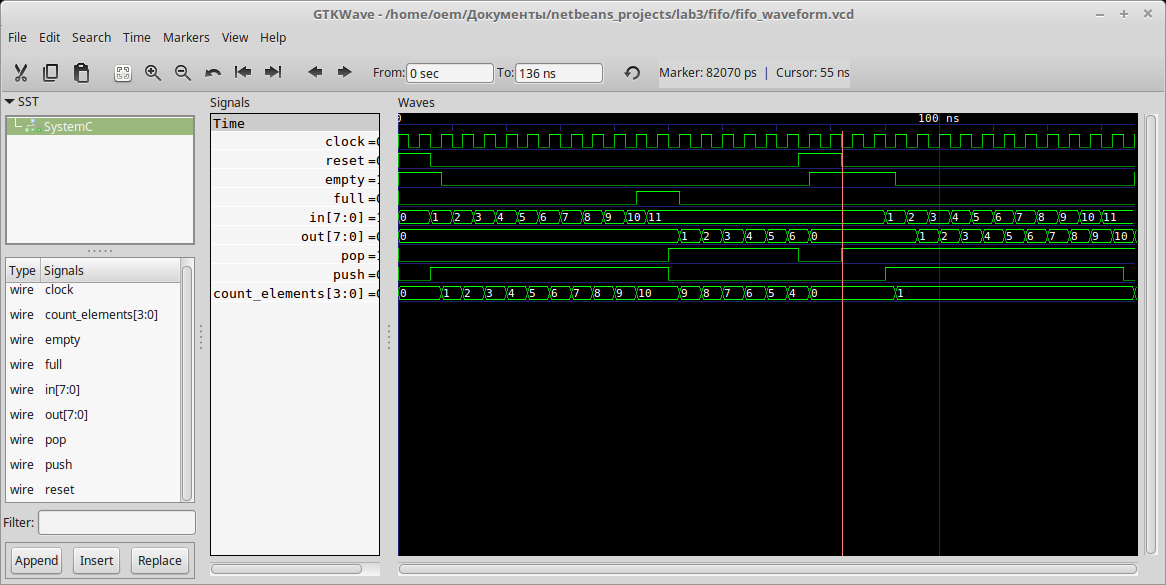 GTKWave - /home/oem/Документы/netbeans_projects/lab3/fifo/fifo_waveform.vcd
File Edit Search Time Markers View Help
From: 0 sec To: 136 ns Marker: 82070 ps | Cursor: 55 ns
SST
SystemC
Type Signals
wire clock
wire count_elements[3:0]
wire empty
wire full
wire in[7:0]
wire out[7:0]
wire pop
wire push
wire reset
Filter:
Append Insert Replace
Signals
Time
clock =0
reset =0
empty =1
full =0
in[7:0] =1
out[7:0] =0
pop =1
push =0
count_elements[3:0] =0
Waves
0 100 ns
0 1 2 3 4 5 6 7 8 9 10 11 1 2 3 4 5 6 7 8 9 10 11
0 1 2 3 4 5 6 0 1 2 3 4 5 6 7 8 9 10
0 1 2 3 4 5 6 7 8 9 10 9 8 7 6 5 4 0 1